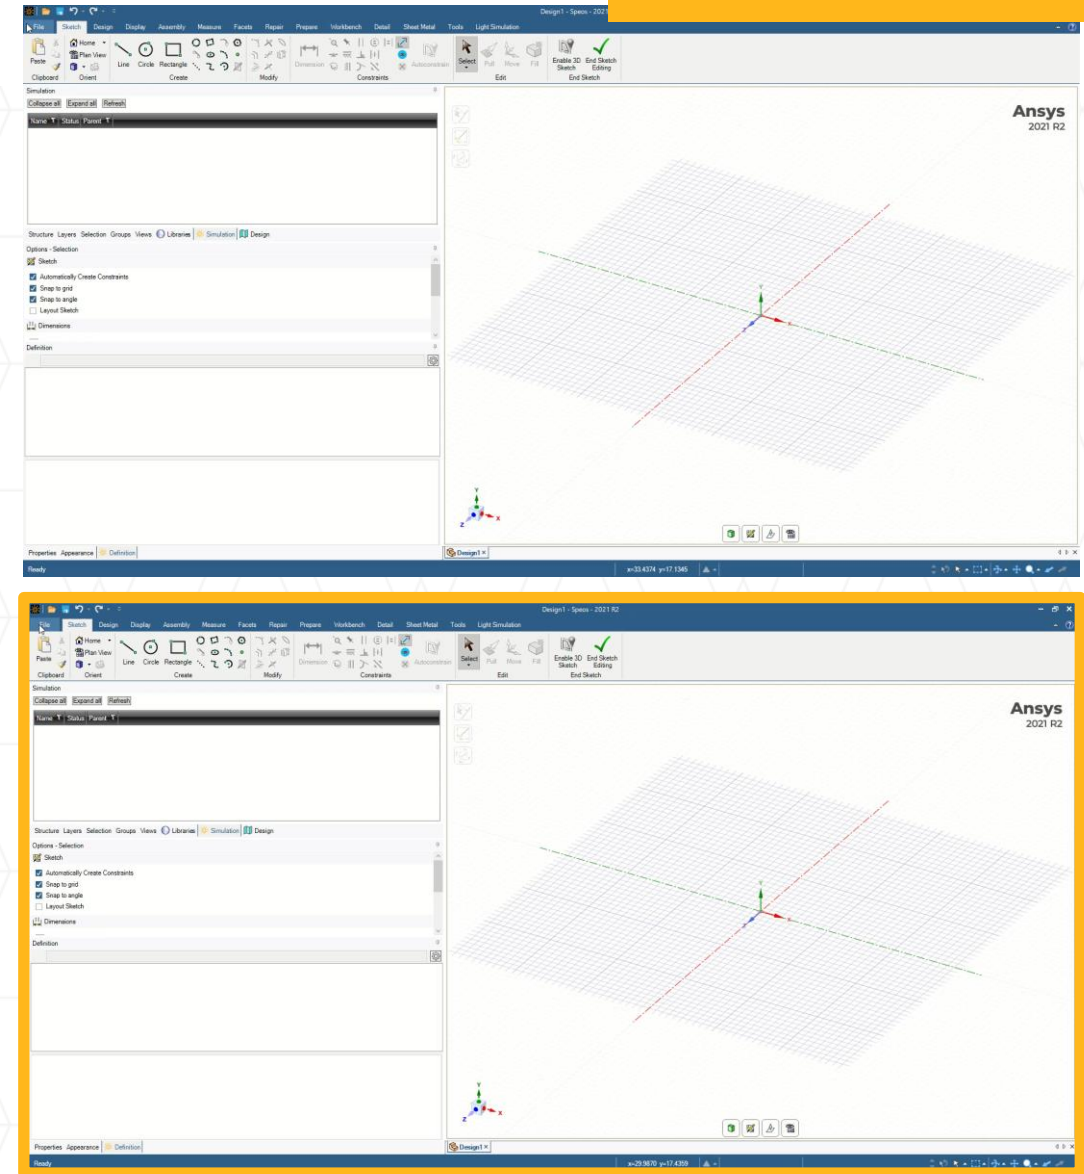 Design1 - Speos - 2021
File Sketch Design Display Assembly Measure Facets Repair Prepare Workbench Detail Sheet Metal Tools Light Simulation
Home
Plan View
Paste
Line Circle Rectangle
Dimension
Autoconstrain
Select Pull Move Fill
Enable 3D Sketch
End Sketch Editing
Clipboard Orient Create Modify Constraints Edit End Sketch
Simulation
Collapse all Expand all Refresh
Name Status Parent
Structure Layers Selection Groups Views Libraries Simulation Design
Options - Selection
Sketch
Automatically Create Constraints
Snap to grid
Snap to angle
Layout Sketch
Dimensions
Definition
Ansys
2021 R2
Y
X
Z
Y
X
Z
Properties Appearance Definition
Design1
Ready
x=33.4374 y=17.1345
Design1 - Speos - 2021 R2
File Sketch Design Display Assembly Measure Facets Repair Prepare Workbench Detail Sheet Metal Tools Light Simulation
Home
Plan View
Paste
Line Circle Rectangle
Dimension
Autoconstrain
Select Pull Move Fill
Enable 3D Sketch
End Sketch Editing
Clipboard Orient Create Modify Constraints Edit End Sketch
Simulation
Collapse all Expand all Refresh
Name Status Parent
Structure Layers Selection Groups Views Libraries Simulation Design
Options - Selection
Sketch
Automatically Create Constraints
Snap to grid
Snap to angle
Layout Sketch
Dimensions
Definition
Ansys
2021 R2
Y
X
Z
Y
X
Z
Properties Appearance Definition
Design1
Ready
x=29.9870 y=17.4359